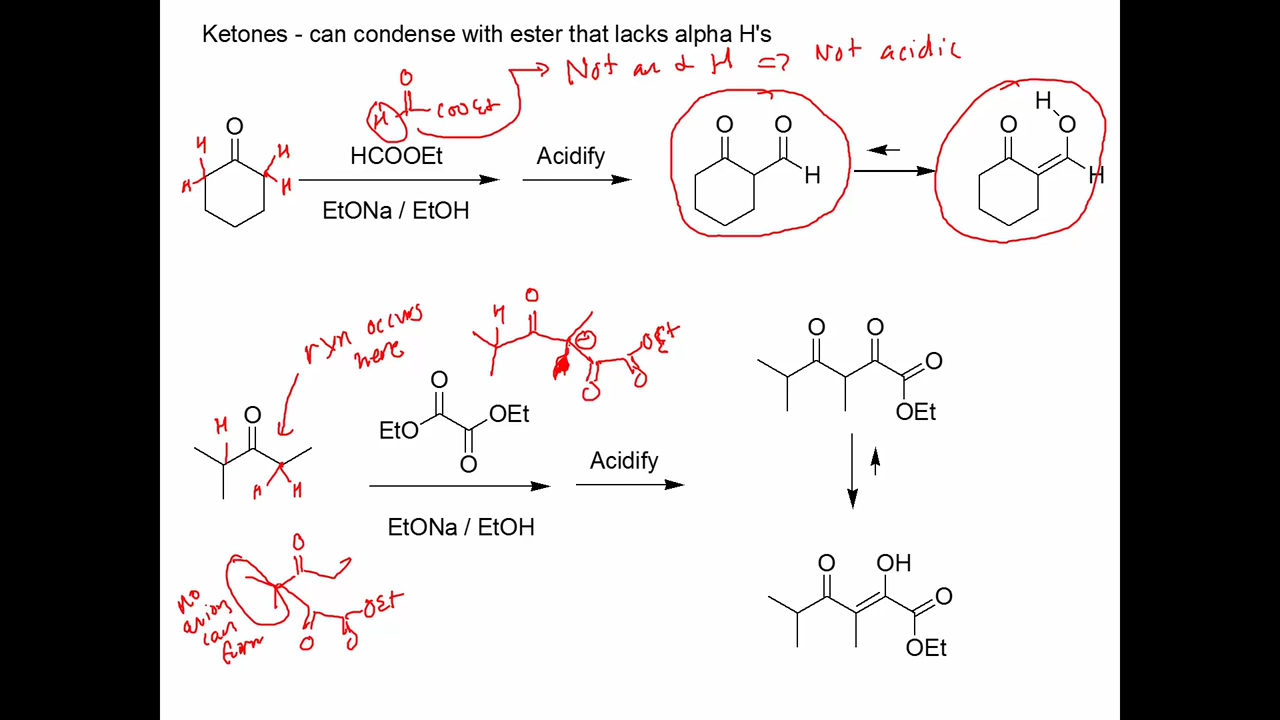 Ketones - can condense with ester that lacks alpha H's
Not an α H => Not acidic
O
H COOEt
HCOOEt
EtONa / EtOH
Acidify
O
H H
H H
O O
H
H
O O
H
rxn occurs
here
O
H
O
OEt
O O
O
H
H H
O
EtO OEt
O
EtONa / EtOH
Acidify
O O
O
OEt
no
anion
can
form
O
OEt
O O
O OH
O
OEt